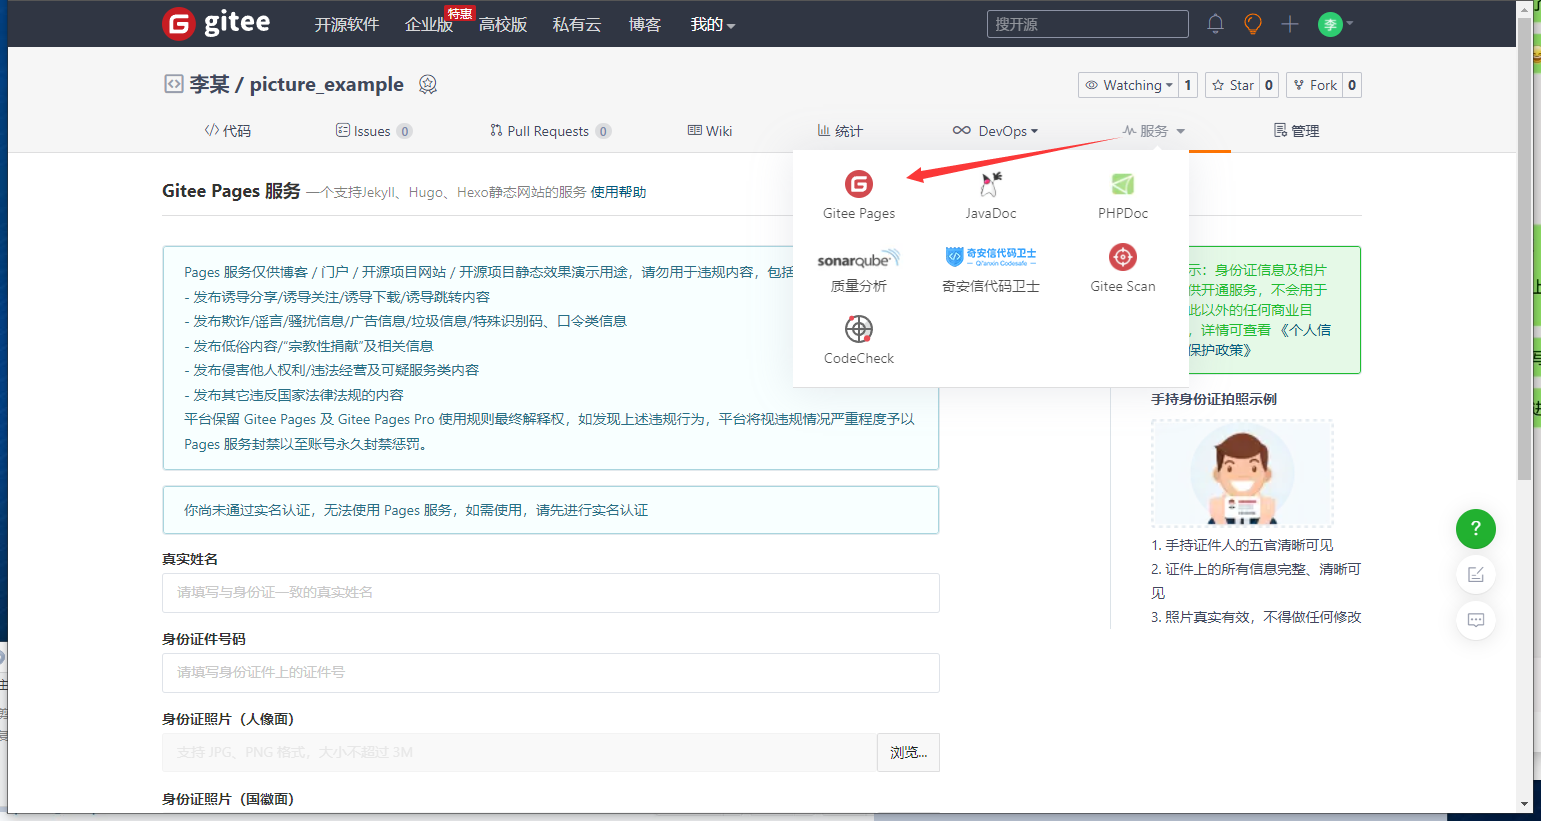 gitee 开源软件 企业版 特惠 高校版 私有云 博客 我的 搜开源 李
李某 / picture_example Watching 1 Star 0 Fork 0
代码 Issues 0 Pull Requests 0 Wiki 统计 DevOps 服务 管理
Gitee Pages 服务 一个支持Jekyll、Hugo、Hexo静态网站的服务 使用帮助
Gitee Pages JavaDoc PHPDoc
sonarqube 奇安信代码卫士 Qi'anxin Codesafe
质量分析 奇安信代码卫士 Gitee Scan
CodeCheck
Pages 服务仅供博客 / 门户 / 开源项目网站 / 开源项目静态效果演示用途，请勿用于违规内容，包括
- 发布诱导分享/诱导关注/诱导下载/诱导跳转内容
- 发布欺诈/谣言/骚扰信息/广告信息/垃圾信息/特殊识别码、口令类信息
- 发布低俗内容/“宗教性捐献”及相关信息
- 发布侵害他人权利/违法经营及可疑服务类内容
- 发布其它违反国家法律法规的内容
平台保留 Gitee Pages 及 Gitee Pages Pro 使用规则最终解释权，如发现上述违规行为，平台将视违规情况严重程度予以
Pages 服务封禁以至账号永久封禁惩罚。
示：身份证信息及相片
供开通服务，不会用于
此以外的任何商业目
，详情可查看 《个人信
保护政策》
你尚未通过实名认证，无法使用 Pages 服务，如需使用，请先进行实名认证
真实姓名
请填写与身份证一致的真实姓名
身份证件号码
请填写身份证件上的证件号
身份证照片（人像面）
支持 JPG、PNG 格式，大小不超过 3M 浏览...
身份证照片（国徽面）
手持身份证拍照示例
1. 手持证件人的五官清晰可见
2. 证件上的所有信息完整、清晰可
见
3. 照片真实有效，不得做任何修改
?